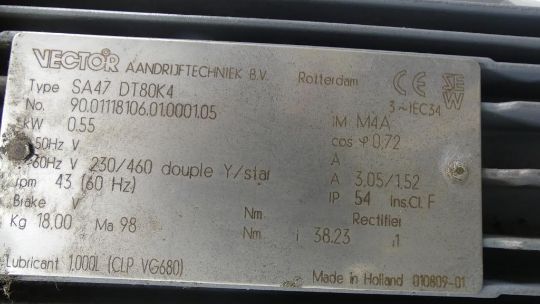 VECTOR AANDRIJFTECHNIEK B.V. Rotterdam CE SEW
Type SA47 DT80K4 3~IEC34
No. 90.01118106.01.0001.05 IM M4A
kW 0.55 cos φ 0,72
50Hz V A
60Hz V 230/460 douple Y/star A 3,05/1,52
rpm 43 (60 Hz) IP 54 Ins.Cl. F
Brake V Nm Rectifier
Kg 18,00 Ma 98 Nm i 38,23 :1
Lubricant 1,000L (CLP VG680) Made in Holland 010809-01